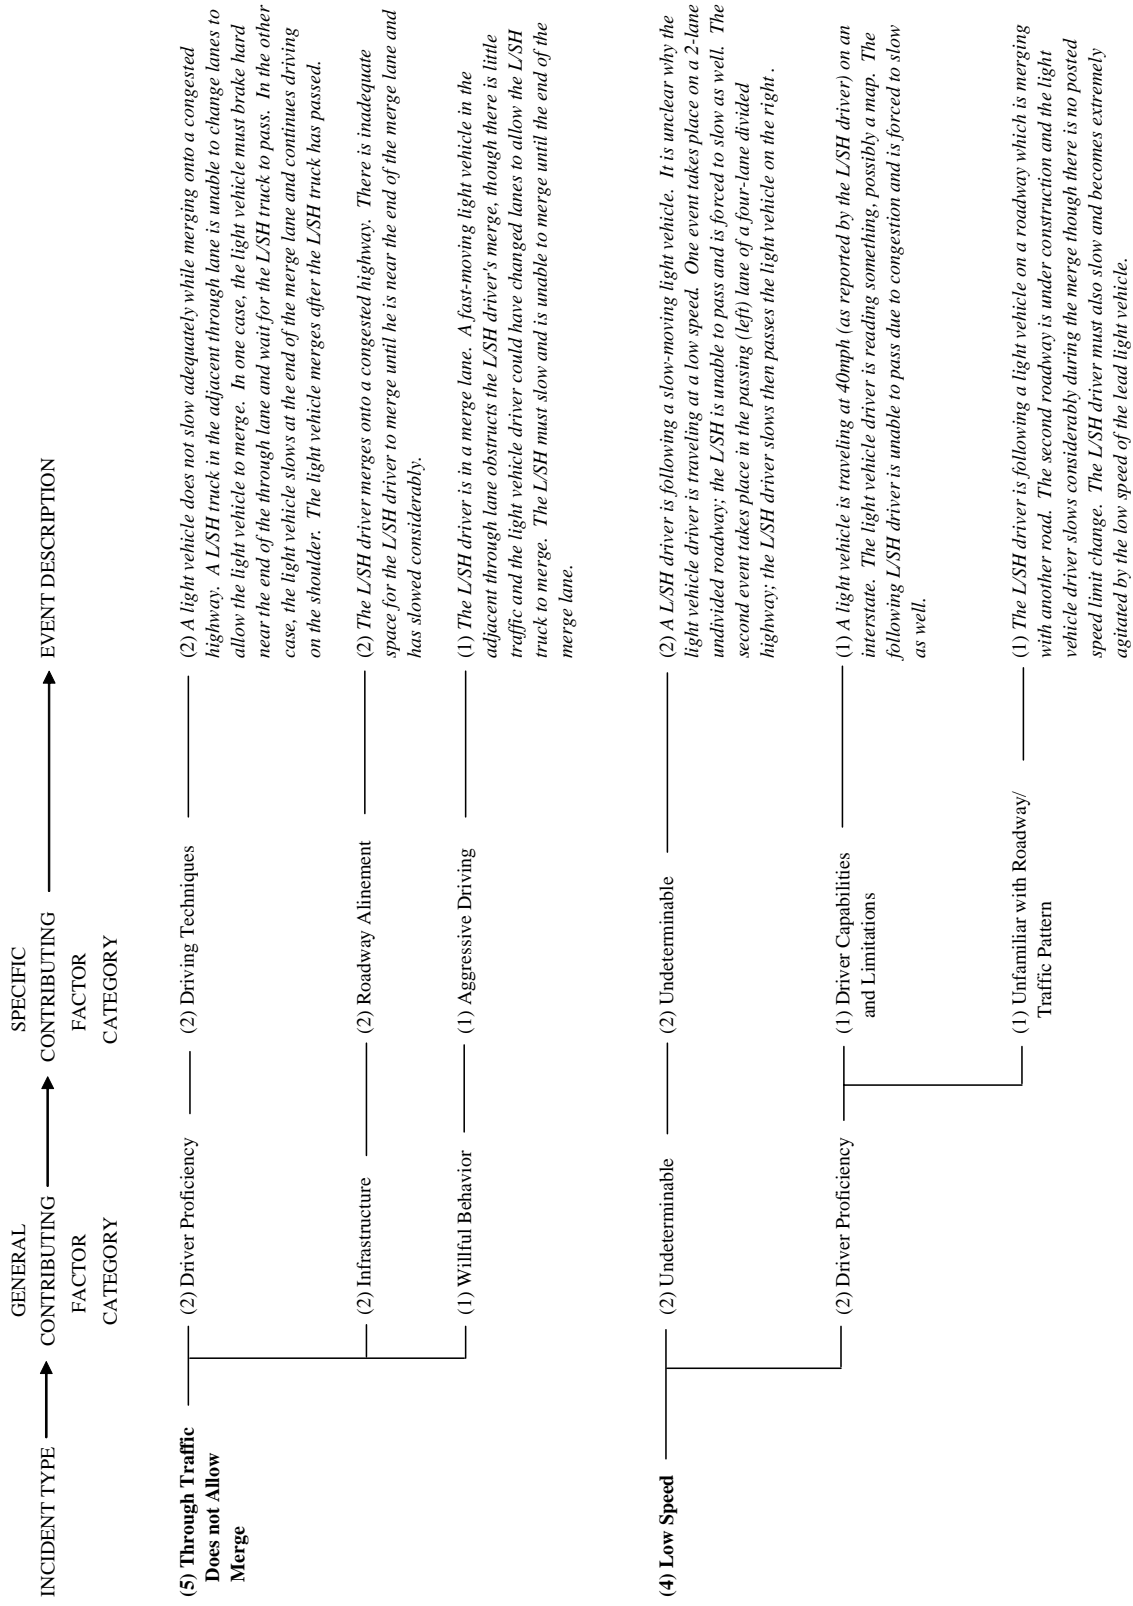 GENERAL
SPECIFIC
INCIDENT TYPE
CONTRIBUTING
CONTRIBUTING
EVENT DESCRIPTION
FACTOR
FACTOR
CATEGORY
CATEGORY
(5) Through Traffic
Does not Allow
Merge
(2) Driver Proficiency
(2) Driving Techniques
(2) A light vehicle does not slow adequately while merging onto a congested
highway. A L/SH truck in the adjacent through lane is unable to change lanes to
allow the light vehicle to merge. In one case, the light vehicle must brake hard
near the end of the through lane and wait for the L/SH truck to pass. In the other
case, the light vehicle slows at the end of the merge lane and continues driving
on the shoulder. The light vehicle merges after the L/SH truck has passed.
(2) Infrastructure
(2) Roadway Alinement
(2) The L/SH driver merges onto a congested highway. There is inadequate
space for the L/SH driver to merge until he is near the end of the merge lane and
has slowed considerably.
(1) Willful Behavior
(1) Aggressive Driving
(1) The L/SH driver is in a merge lane. A fast-moving light vehicle in the
adjacent through lane obstructs the L/SH driver's merge, though there is little
traffic and the light vehicle driver could have changed lanes to allow the L/SH
truck to merge. The L/SH must slow and is unable to merge until the end of the
merge lane.
(4) Low Speed
(2) Undeterminable
(2) Undeterminable
(2) A L/SH driver is following a slow-moving light vehicle. It is unclear why the
light vehicle driver is traveling at a low speed. One event takes place on a 2-lane
undivided roadway; the L/SH is unable to pass and is forced to slow as well. The
second event takes place in the passing (left) lane of a four-lane divided
highway; the L/SH driver slows then passes the light vehicle on the right .
(2) Driver Proficiency
(1) Driver Capabilities
and Limitations
(1) A light vehicle is traveling at 40mph (as reported by the L/SH driver) on an
interstate. The light vehicle driver is reading something, possibly a map. The
following L/SH driver is unable to pass due to congestion and is forced to slow
as well.
(1) Unfamiliar with Roadway/
Traffic Pattern
(1) The L/SH driver is following a light vehicle on a roadway which is merging
with another road. The second roadway is under construction and the light
vehicle driver slows considerably during the merge though there is no posted
speed limit change. The L/SH driver must also slow and becomes extremely
agitated by the low speed of the lead light vehicle.